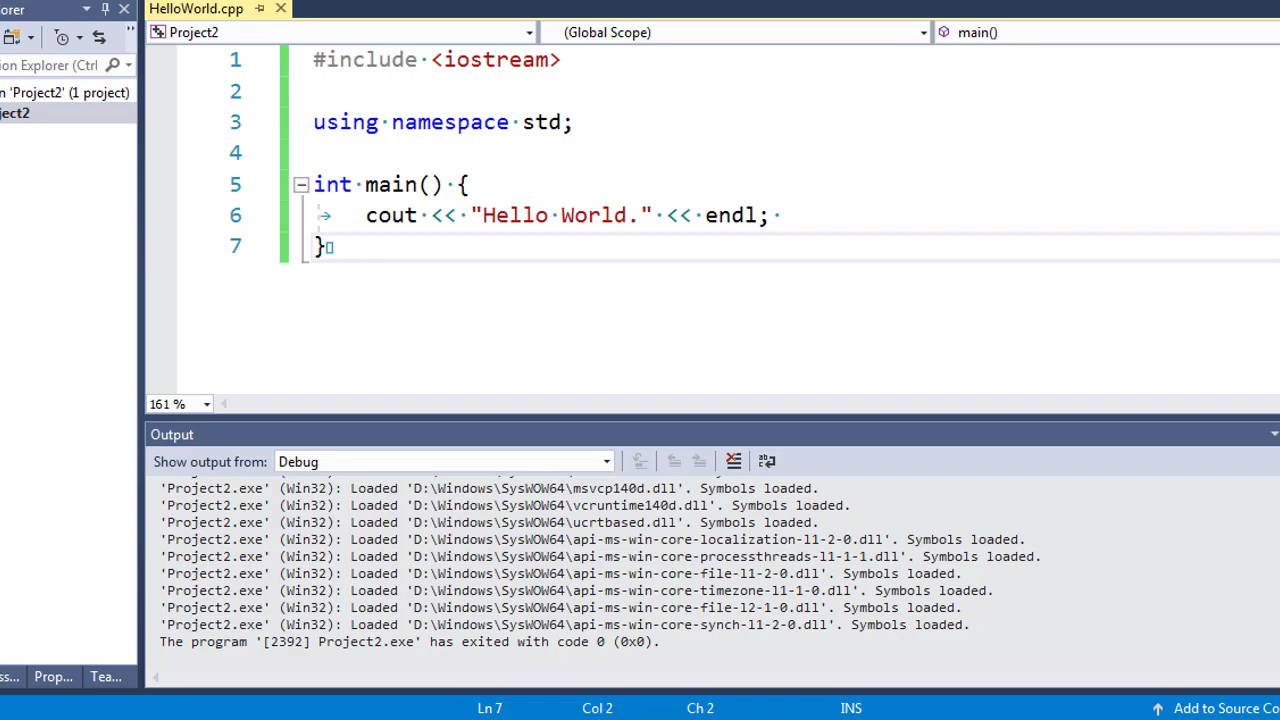 orer
HelloWorld.cpp
Project2
(Global Scope)
main()
ion Explorer (Ctrl
n 'Project2' (1 project)
ject2
1 #include <iostream>
2
3 using namespace std;
4
5 int main() {
6 cout << "Hello World." << endl;
7 }
161 %
Output
Show output from: Debug
'Project2.exe' (Win32): Loaded 'D:\Windows\SysWOW64\msvcp140d.dll'. Symbols loaded.
'Project2.exe' (Win32): Loaded 'D:\Windows\SysWOW64\vcruntime140d.dll'. Symbols loaded.
'Project2.exe' (Win32): Loaded 'D:\Windows\SysWOW64\ucrtbased.dll'. Symbols loaded.
'Project2.exe' (Win32): Loaded 'D:\Windows\SysWOW64\api-ms-win-core-localization-l1-2-0.dll'. Symbols loaded.
'Project2.exe' (Win32): Loaded 'D:\Windows\SysWOW64\api-ms-win-core-processthreads-l1-1-1.dll'. Symbols loaded.
'Project2.exe' (Win32): Loaded 'D:\Windows\SysWOW64\api-ms-win-core-file-l1-2-0.dll'. Symbols loaded.
'Project2.exe' (Win32): Loaded 'D:\Windows\SysWOW64\api-ms-win-core-timezone-l1-1-0.dll'. Symbols loaded.
'Project2.exe' (Win32): Loaded 'D:\Windows\SysWOW64\api-ms-win-core-file-l2-1-0.dll'. Symbols loaded.
'Project2.exe' (Win32): Loaded 'D:\Windows\SysWOW64\api-ms-win-core-synch-l1-2-0.dll'. Symbols loaded.
The program '[2392] Project2.exe' has exited with code 0 (0x0).
ss... Prop... Tea...
Ln 7 Col 2 Ch 2 INS Add to Source Co